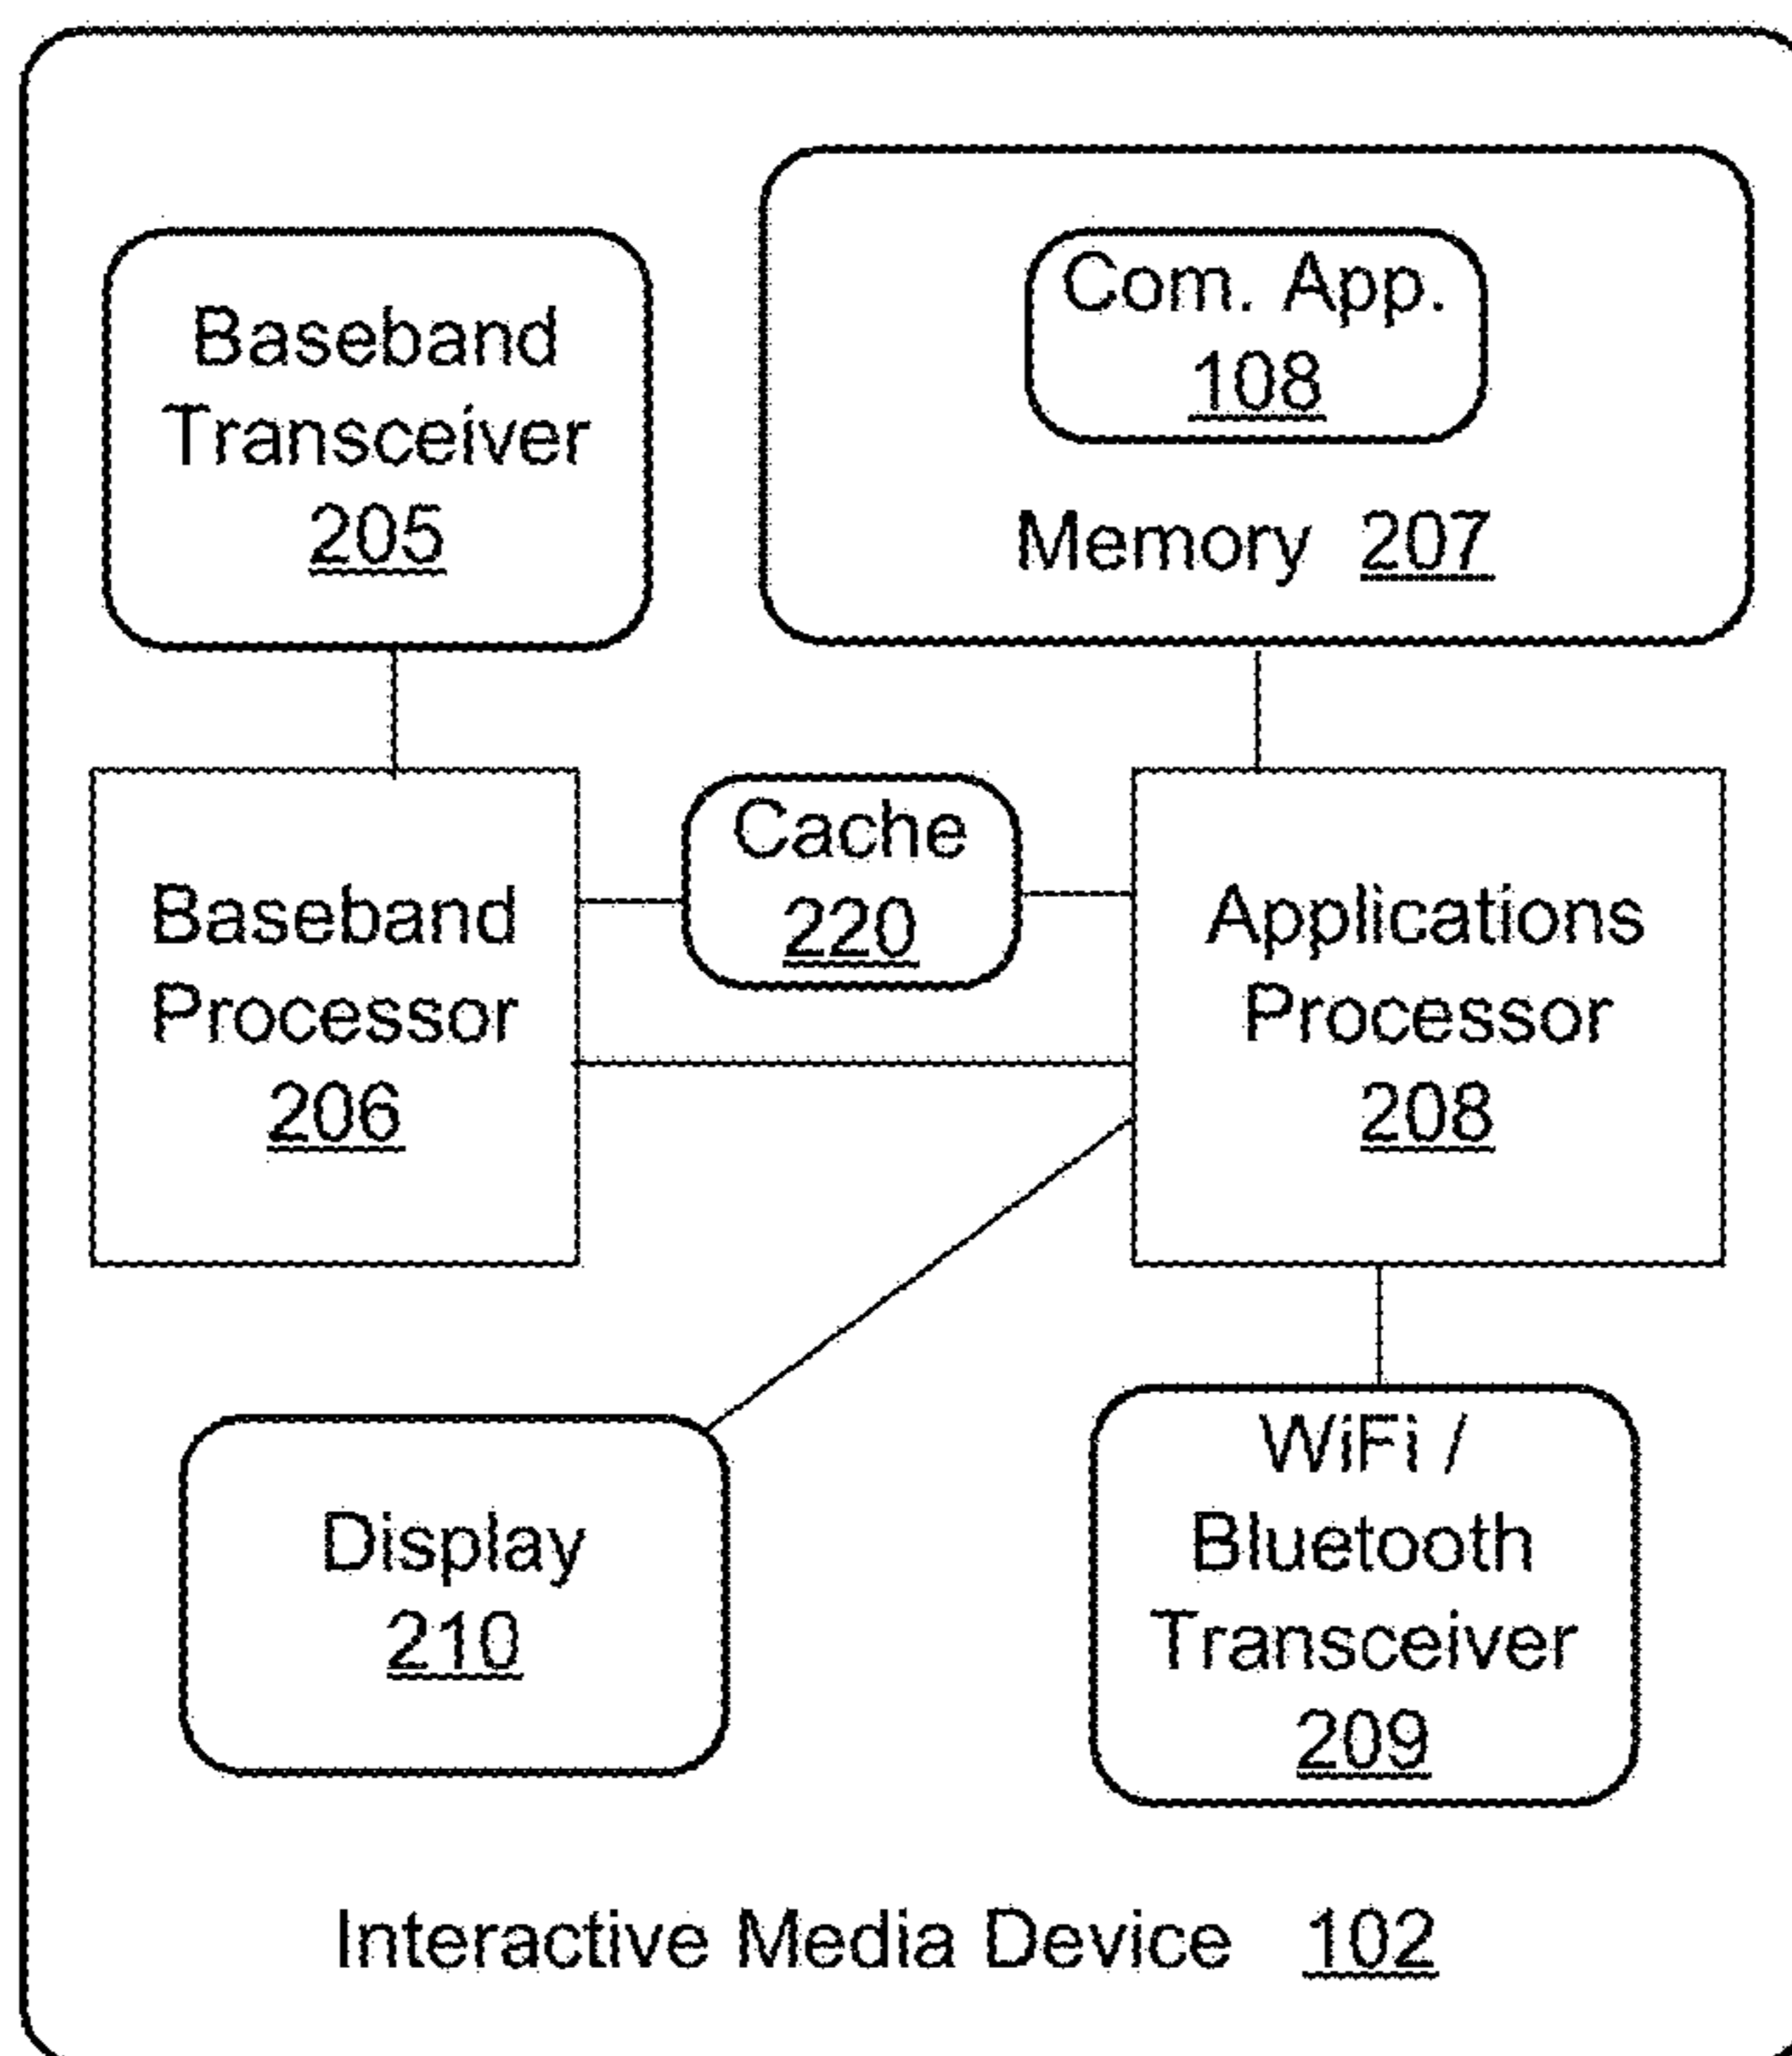 Baseband
Transceiver
205
Com. App.
108
Memory 207
Baseband
Processor
206
Cache
220
Applications
Processor
208
Display
210
WiFi /
Bluetooth
Transceiver
209
Interactive Media Device 102